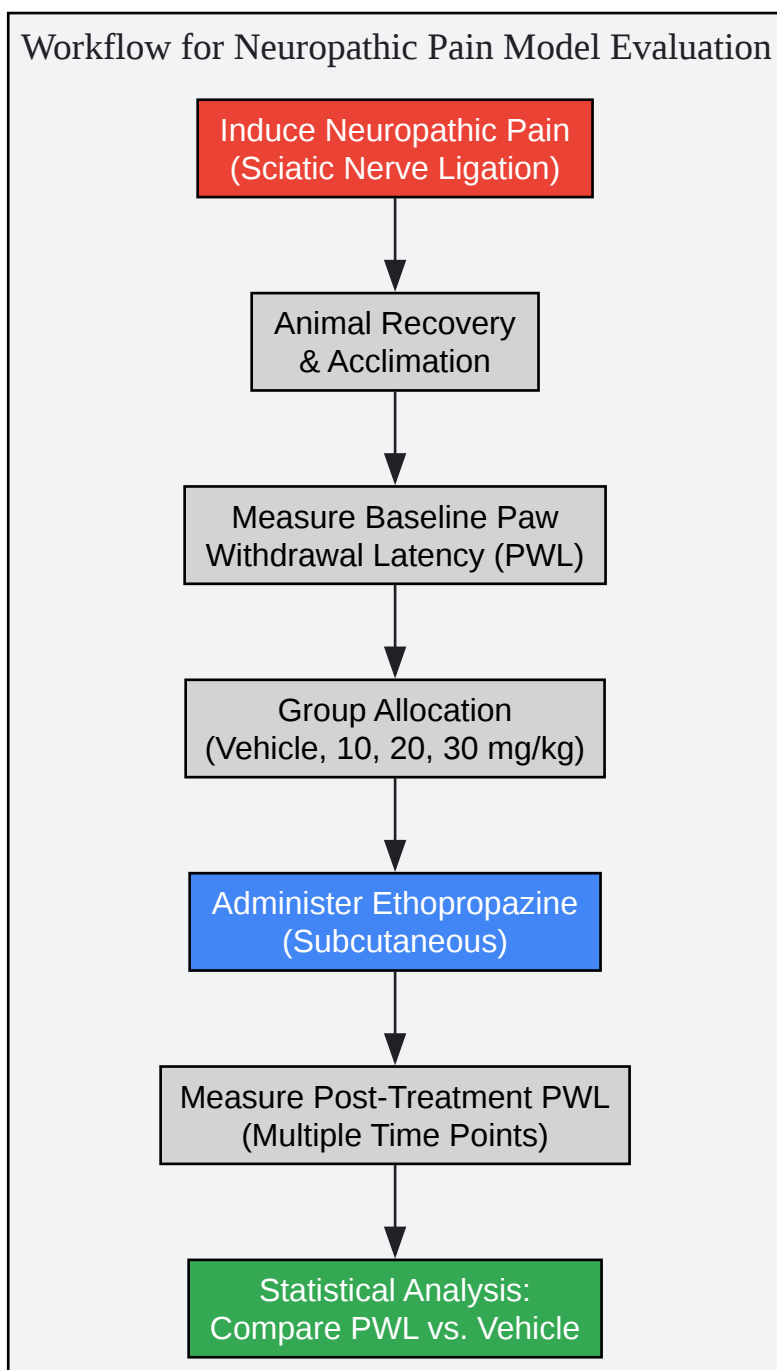 Workflow for Neuropathic Pain Model Evaluation
Induce Neuropathic Pain
(Sciatic Nerve Ligation)
Animal Recovery
& Acclimation
Measure Baseline Paw
Withdrawal Latency (PWL)
Group Allocation
(Vehicle, 10, 20, 30 mg/kg)
Administer Ethopropazine
(Subcutaneous)
Measure Post-Treatment PWL
(Multiple Time Points)
Statistical Analysis:
Compare PWL vs. Vehicle